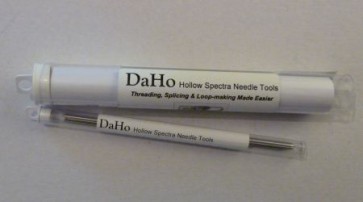 DaHo Hollow Spectra Needle Tools
Threading, Splicing & Loop-making Made Easier
DaHo Hollow Spectra Needle Tools